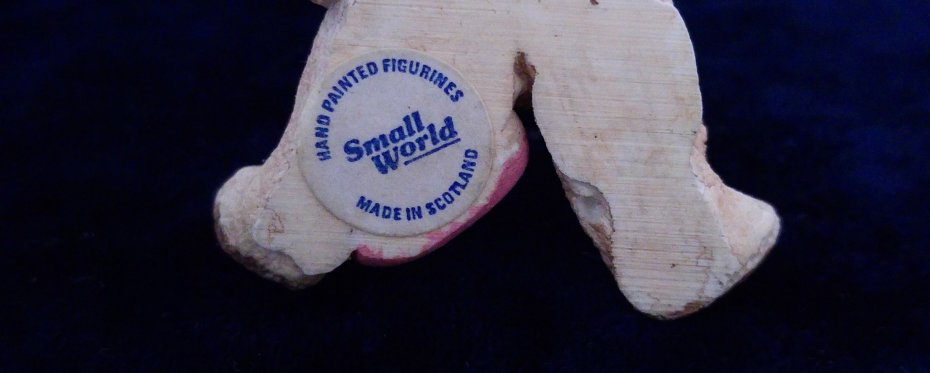 HAND PAINTED FIGURINES
Small
World
MADE IN SCOTLAND